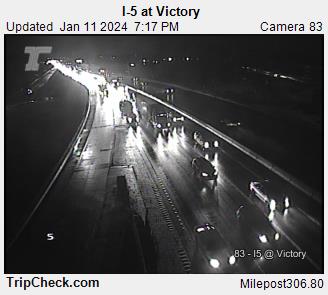 I-5 at Victory
Updated Jan 11 2024 7:17 PM Camera 83
S
83 - I5 @ Victory
TripCheck.com Milepost306.80